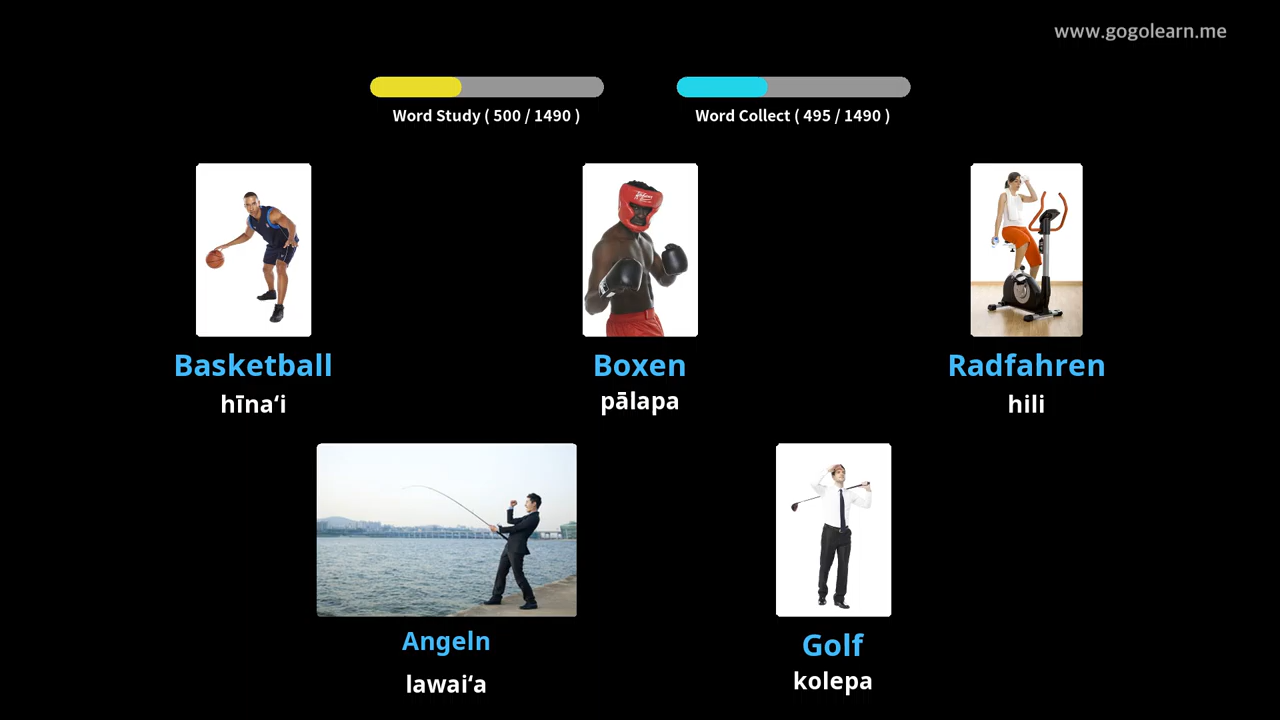 www.gogolearn.me
Word Study ( 500 / 1490 )
Word Collect ( 495 / 1490 )
Basketball
hīnaʻi
Boxen
pālapa
Radfahren
hili
Angeln
lawaiʻa
Golf
kolepa